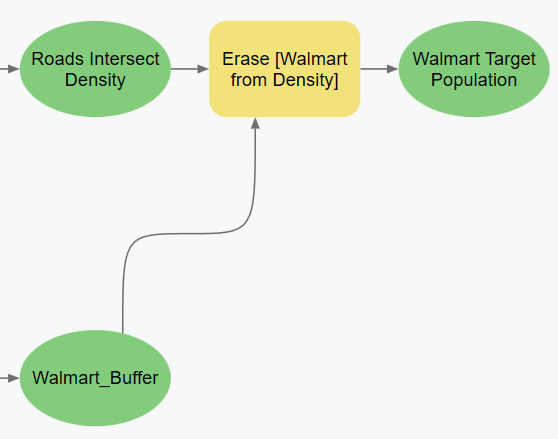 Roads Intersect
Density
Erase [Walmart
from Density]
Walmart Target
Population
Walmart_Buffer